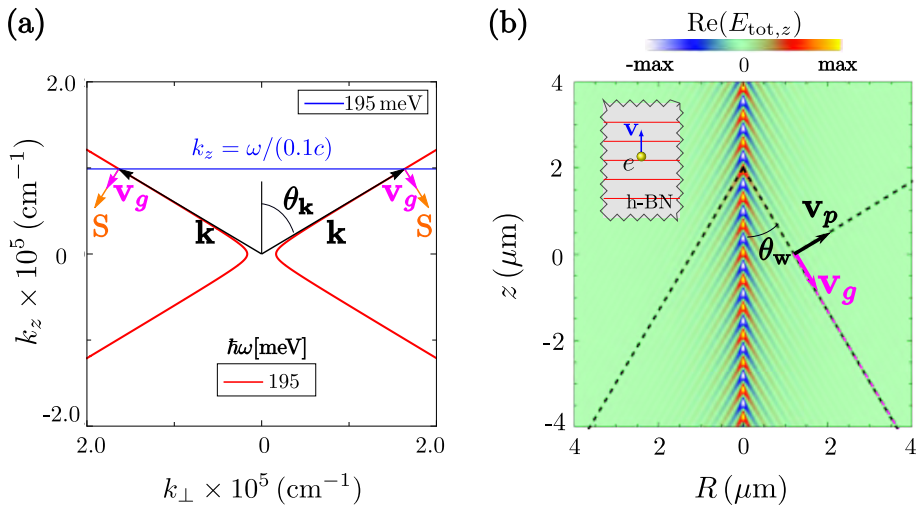 (a)
2.0
0
-2.0
2.0
0
2.0
k_z × 10^5 (cm^−1)
k_⊥ × 10^5 (cm^−1)
195 meV
k_z = ω/(0.1c)
S
v_g
k
θ_k
k
v_g
S
ħω[meV]
195
(b)
Re(E_tot,z)
-max
0
max
4
2
0
-2
-4
4
2
0
2
4
z (μm)
R (μm)
v
e
h-BN
v_p
θ_w
v_g